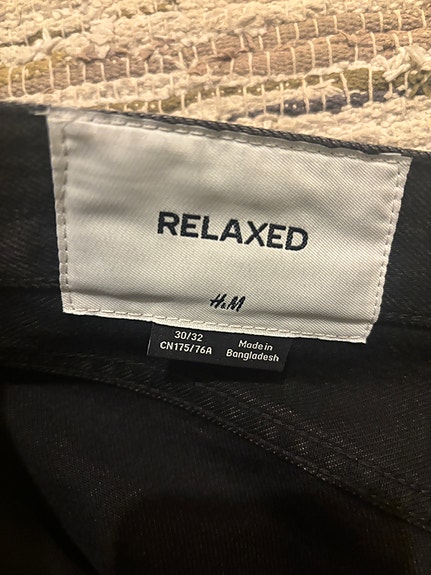 RELAXED
H&M
30/32
CN175/76A
Made in
Bangladesh